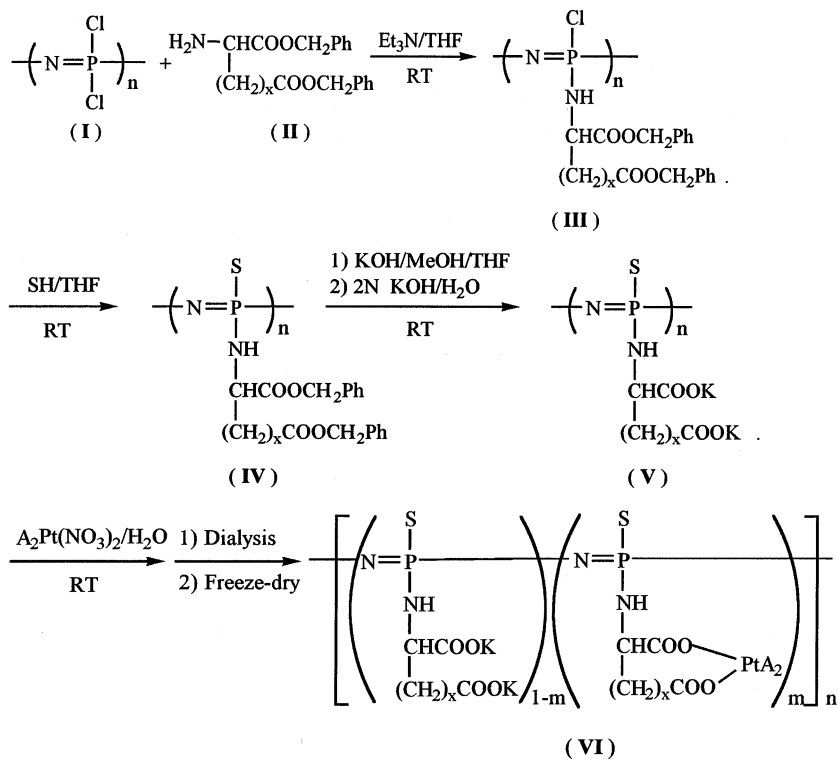 Cl
( N=P )n + H2N–CHCOOCH2Ph Et3N/THF ( N=P )n
Cl (CH2)xCOOCH2Ph RT NH
(I) (II) CHCOOCH2Ph
(CH2)xCOOCH2Ph .
(III)
SH/THF S 1) KOH/MeOH/THF S
RT ( N=P )n 2) 2N KOH/H2O ( N=P )n
NH RT NH
CHCOOCH2Ph CHCOOK
(CH2)xCOOCH2Ph (CH2)xCOOK .
(IV) (V)
A2Pt(NO3)2/H2O 1) Dialysis S S
RT 2) Freeze-dry [ ( N=P )1-m ( N=P )m ]n
NH NH
CHCOOK CHCOO
(CH2)xCOOK (CH2)xCOO PtA2
(VI)